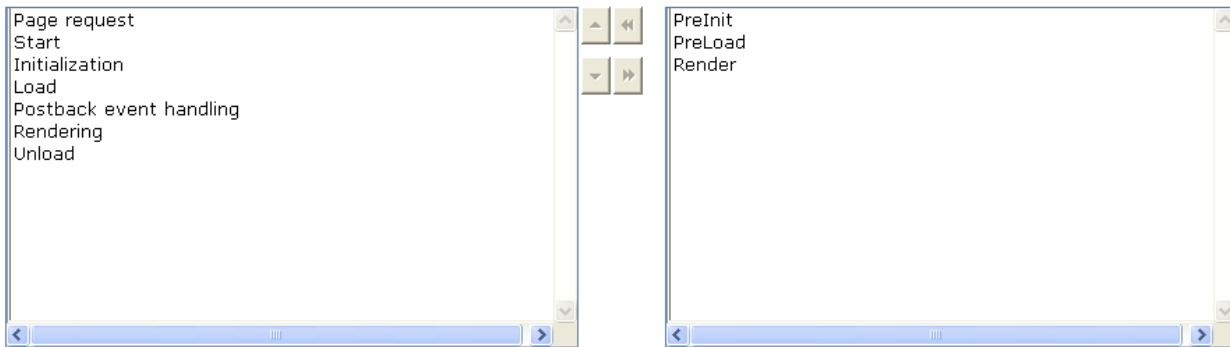 Page request
Start
Initialization
Load
Postback event handling
Rendering
Unload
PreInit
PreLoad
Render